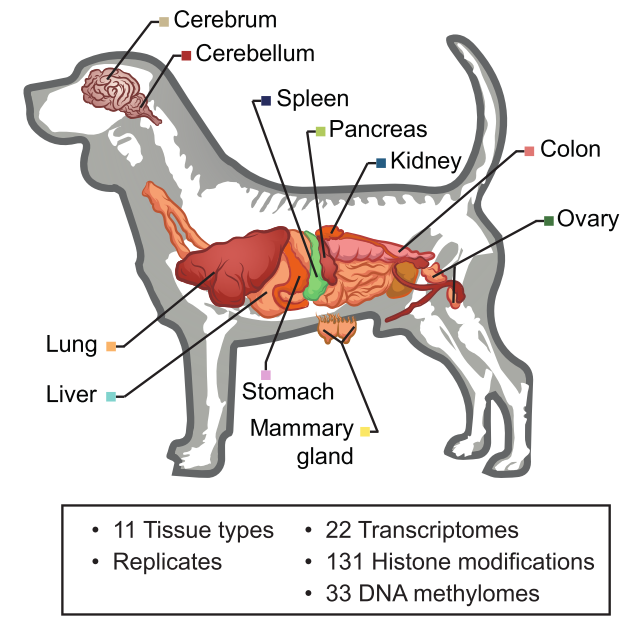 Cerebrum
Cerebellum
Spleen
Pancreas
Kidney
Colon
Ovary
Lung
Liver
Stomach
Mammary
gland
• 11 Tissue types
• Replicates
• 22 Transcriptomes
• 131 Histone modifications
• 33 DNA methylomes